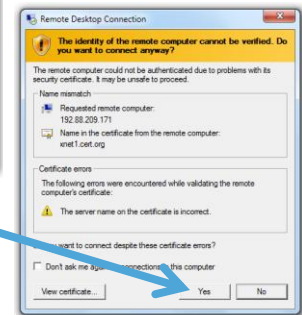 Remote Desktop Connection
The identity of the remote computer cannot be verified. Do
you want to connect anyway?
The remote computer could not be authenticated due to problems with its
security certificate. It may be unsafe to proceed.
Name mismatch
Requested remote computer:
192.88.209.171
Name in the certificate from the remote computer:
xnet1.cert.org
Certificate errors
The following errors were encountered while validating the remote
computer's certificate:
The server name on the certificate is incorrect.
want to connect despite these certificate errors?
Don't ask me connections this computer
View certificate...
Yes
No